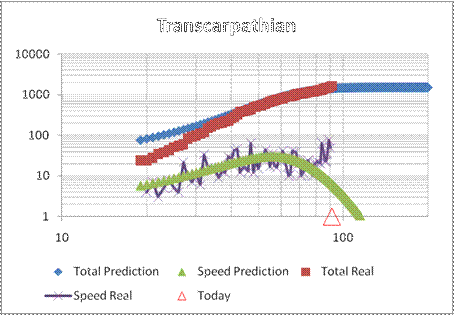 Transcarpathian
10000
1000
100
10
1
10
100
Total Prediction
Speed Prediction
Total Real
Speed Real
Today